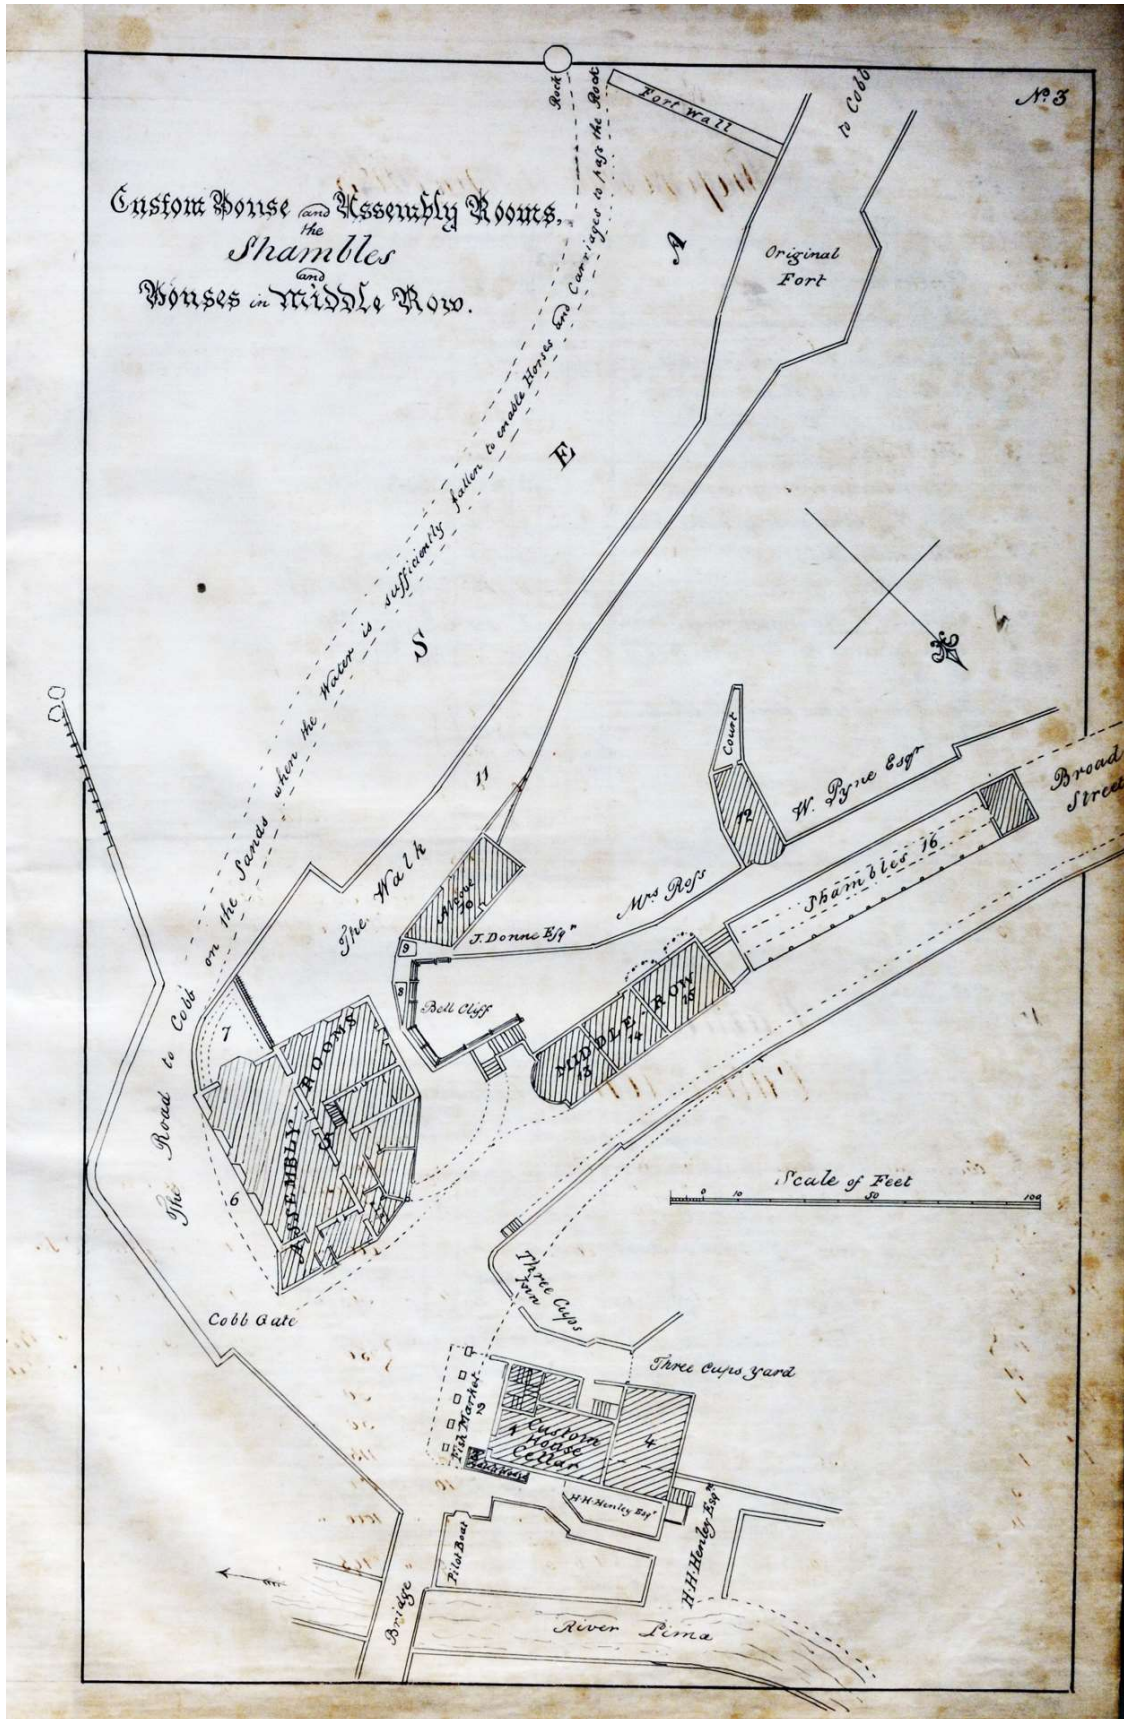 No. 3
Custom House and Assembly Rooms,
the
Shambles
and
Houses in Middle Row.
Rock
Fort Wall
to Cobb
Original
Fort
S E A
The Road to Cobb on the Sands when the Water is sufficiently fallen to enable Horses and Carriages to pass the Rock
11
The Walk
Court
12
W. Pyne Esqr
Broad
Street
Shambles 16
Mrs Ross
J. Donne Esqr
Alcove
10
9
8
Bell Cliff
MIDDLE-ROW
13
14
15
7
ASSEMBLY-ROOMS
5
6
Scale of Feet
0 10 50 100
Cobb Gate
Three Cups
Inn
Three Cups Yard
Fish Market
2
Custom
House
Cellar
4
H.H. Henley Esqr
H.H. Henley Esqr
Pilot Boat
Bridge
River Lima